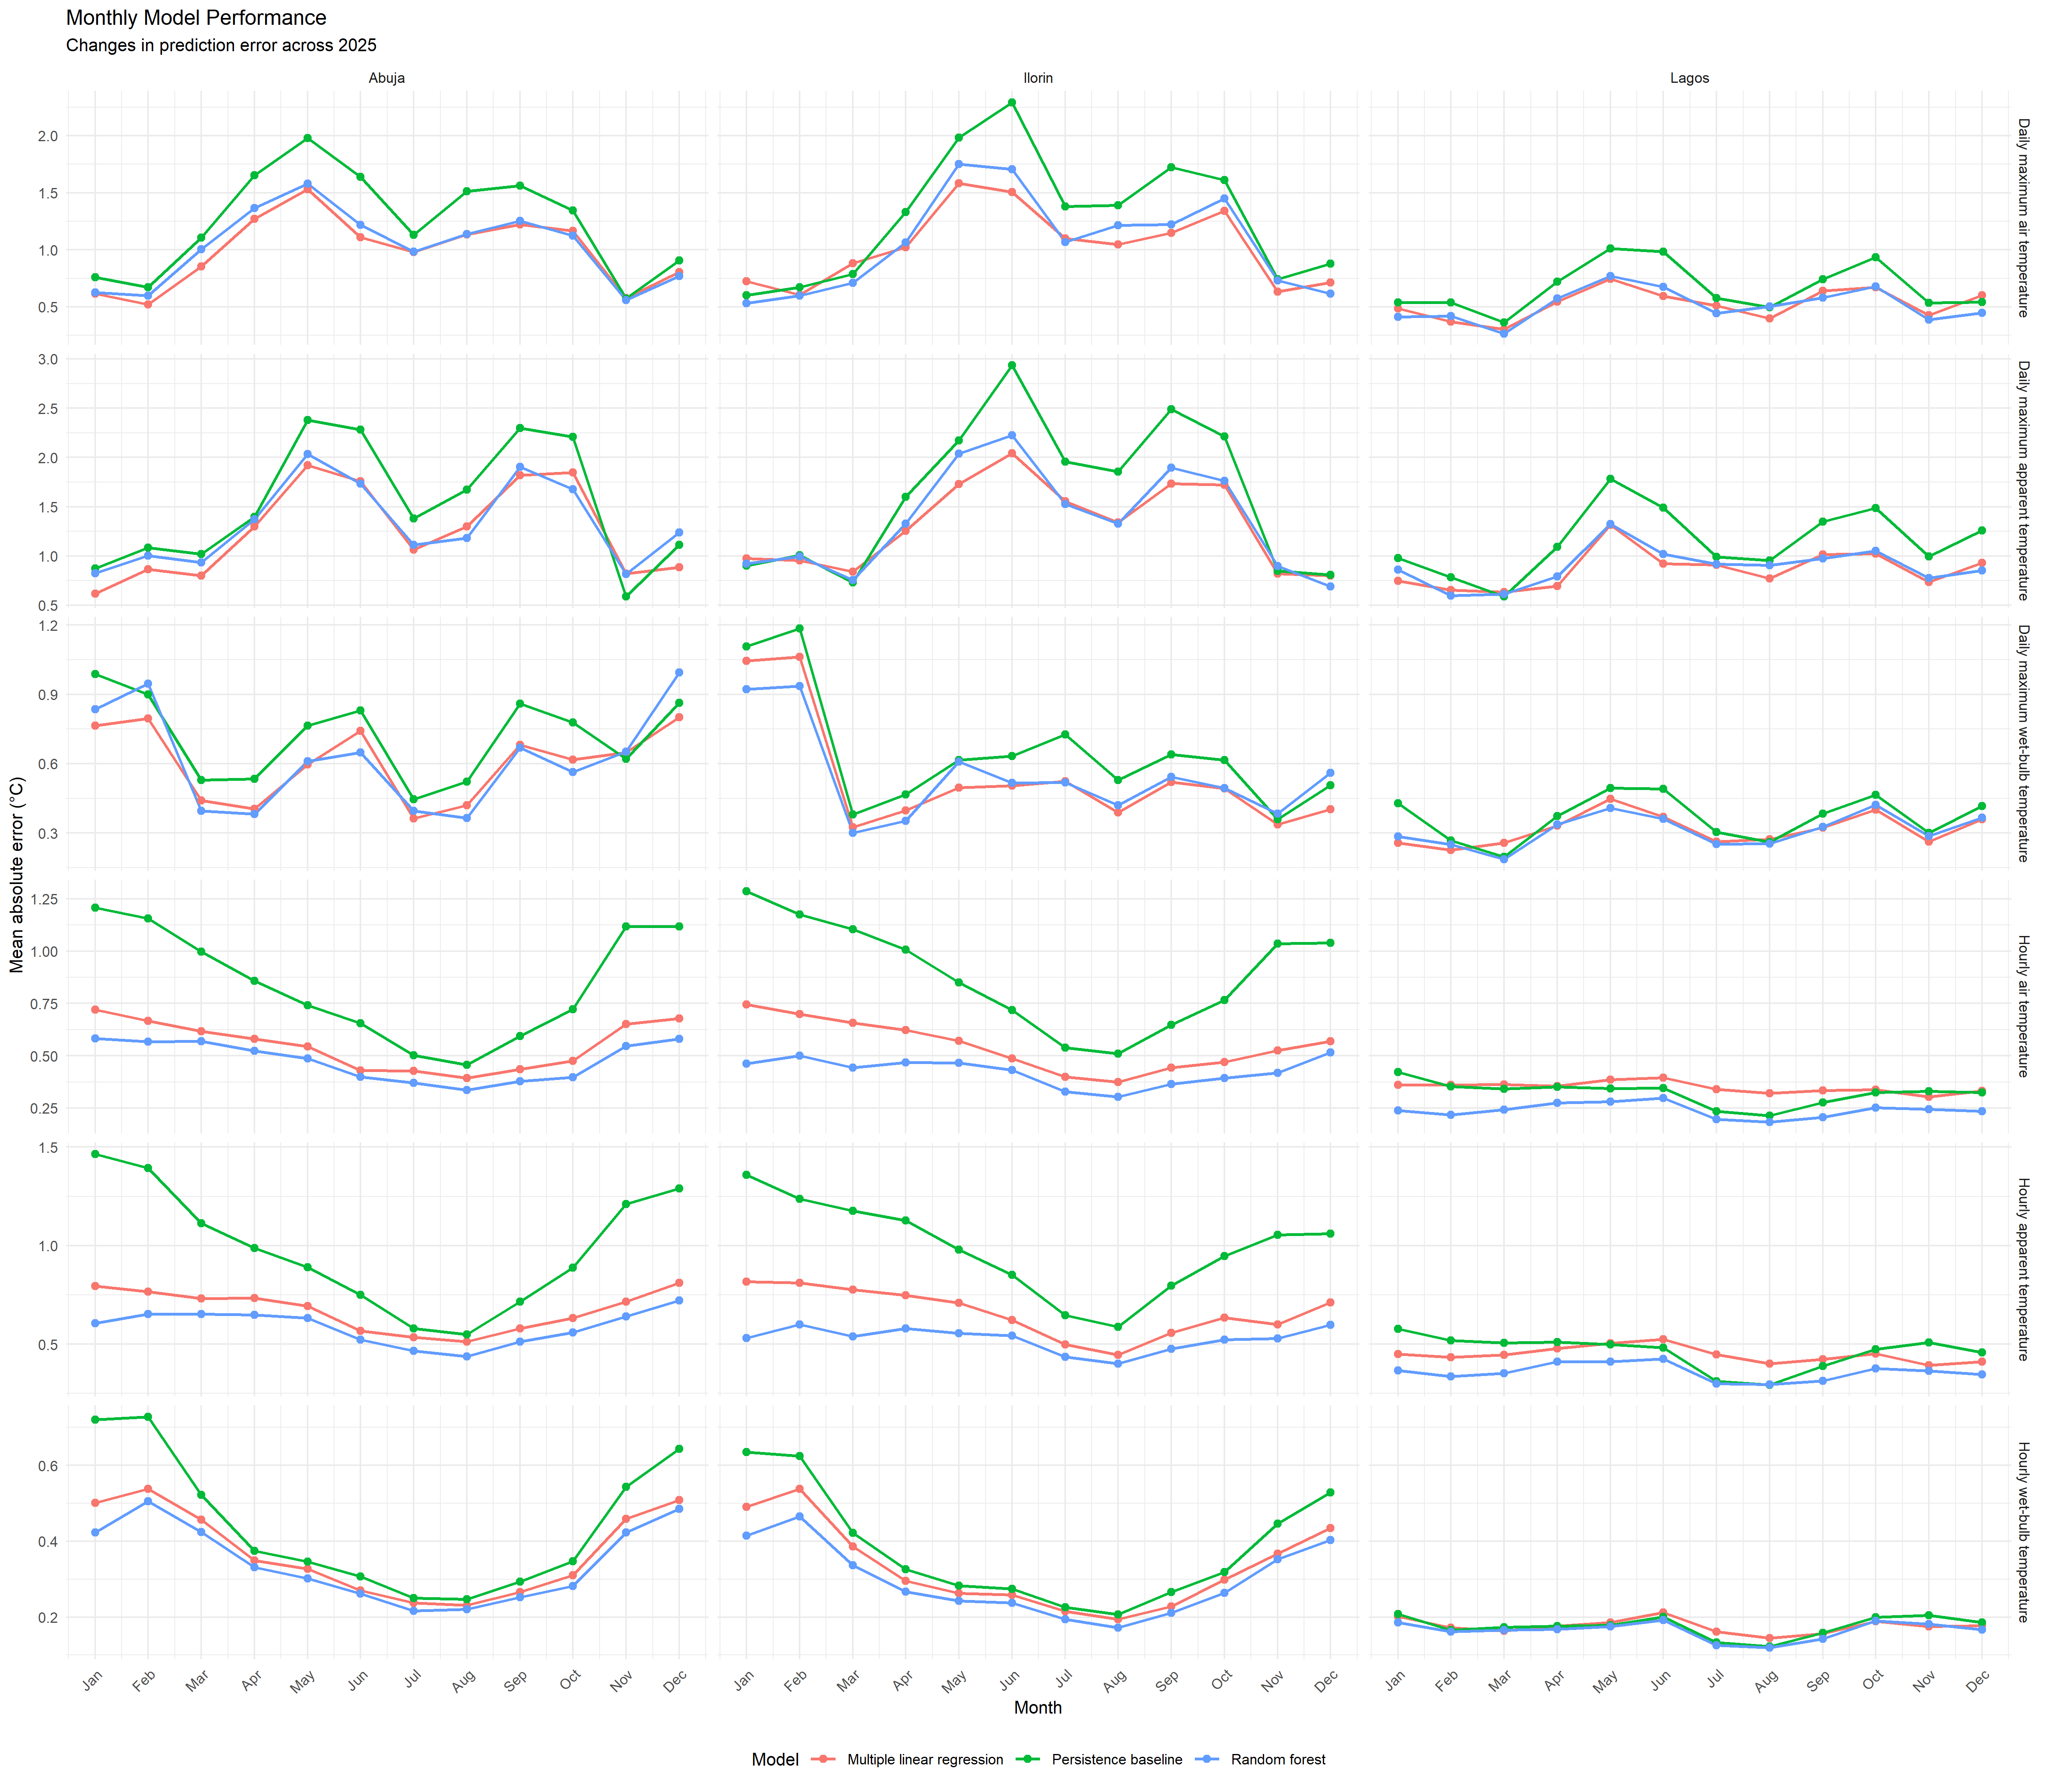 Monthly Model Performance
Changes in prediction error across 2025
Abuja
Ilorin
Lagos
2.0
1.5
1.0
0.5
Daily maximum air temperature
3.0
2.5
2.0
1.5
1.0
0.5
Daily maximum apparent temperature
1.2
0.9
0.6
0.3
Daily maximum wet-bulb temperature
Mean absolute error (°C)
1.25
1.00
0.75
0.50
0.25
Hourly air temperature
1.5
1.0
0.5
Hourly apparent temperature
0.6
0.4
0.2
Hourly wet-bulb temperature
Jan Feb Mar Apr May Jun Jul Aug Sep Oct Nov Dec
Jan Feb Mar Apr May Jun Jul Aug Sep Oct Nov Dec
Jan Feb Mar Apr May Jun Jul Aug Sep Oct Nov Dec
Month
Model Multiple linear regression Persistence baseline Random forest